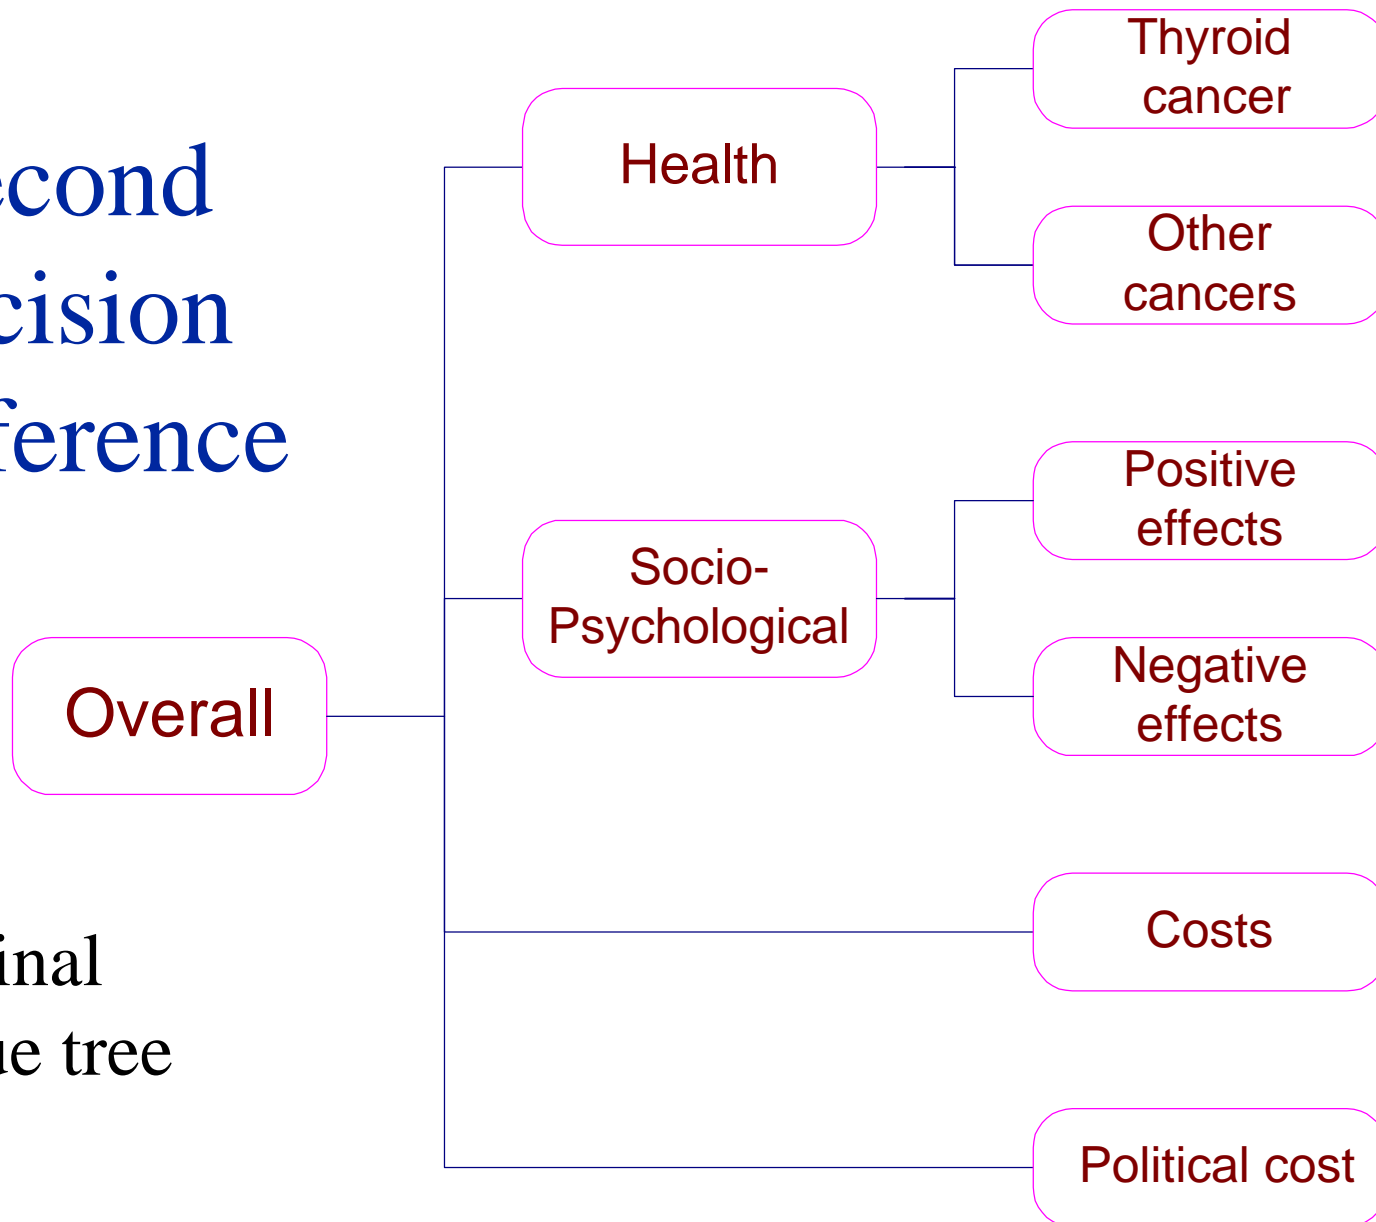 econd
cision
ference
inal
ue tree
Overall
Health
Socio-
Psychological
Thyroid
cancer
Other
cancers
Positive
effects
Negative
effects
Costs
Political cost